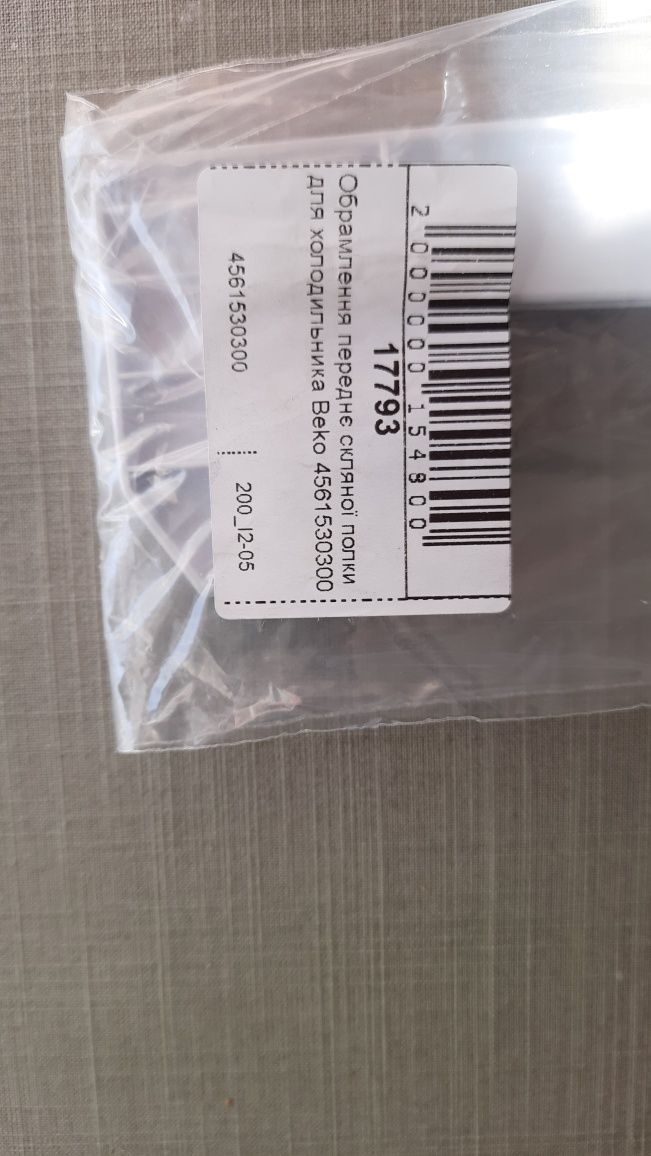 2 000000 154800
17793
Обрамлення переднє скляної полки
для холодильника Beko 4561530300
4561530300 200_I2-05